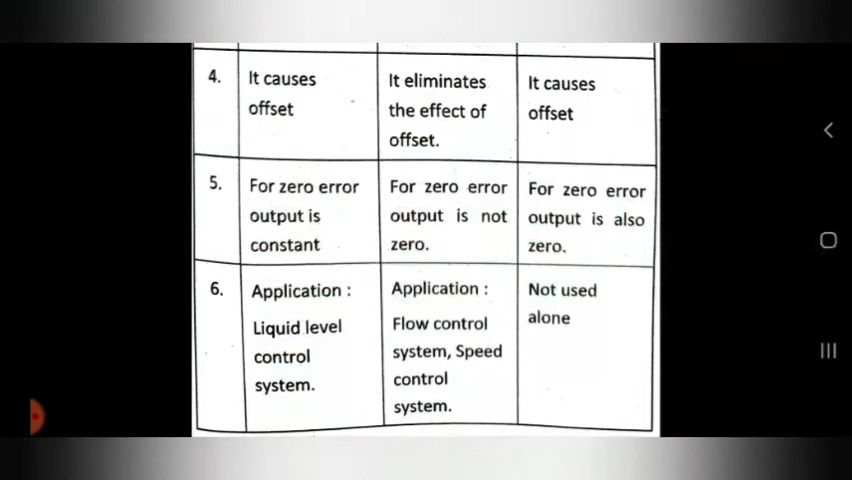 4.
It causes
offset
It eliminates
the effect of
offset.
It causes
offset
5.
For zero error
output is
constant
For zero error
output is not
zero.
For zero error
output is also
zero.
6.
Application :
Liquid level
control
system.
Application :
Flow control
system, Speed
control
system.
Not used
alone